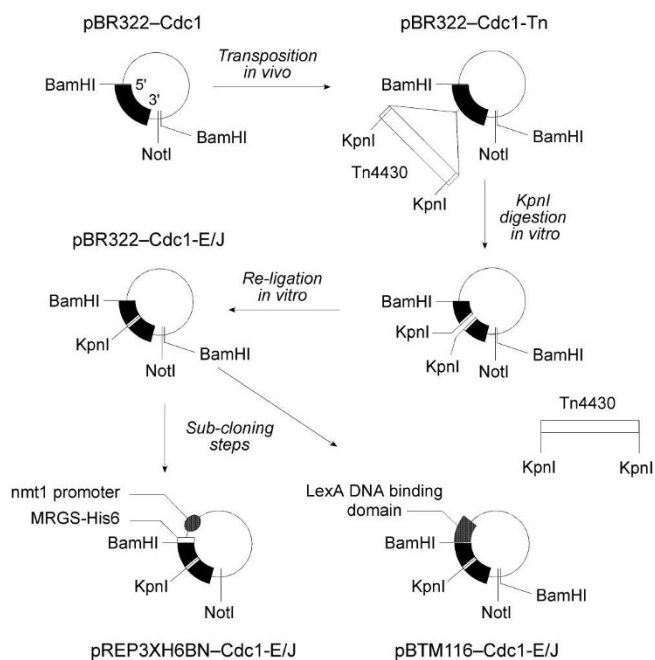 pBR322–Cdc1
pBR322–Cdc1-Tn
Transposition
in vivo
BamHI
5'
3'
BamHI
NotI
BamHI
BamHI
NotI
KpnI
Tn4430
KpnI
KpnI
digestion
in vitro
pBR322–Cdc1-E/J
Re-ligation
in vitro
BamHI
KpnI
BamHI
NotI
BamHI
KpnI
KpnI
BamHI
NotI
Tn4430
KpnI
KpnI
Sub-cloning
steps
nmt1 promoter
MRGS-His6
BamHI
KpnI
NotI
pREP3XH6BN–Cdc1-E/J
LexA DNA binding
domain
BamHI
KpnI
BamHI
NotI
pBTM116–Cdc1-E/J